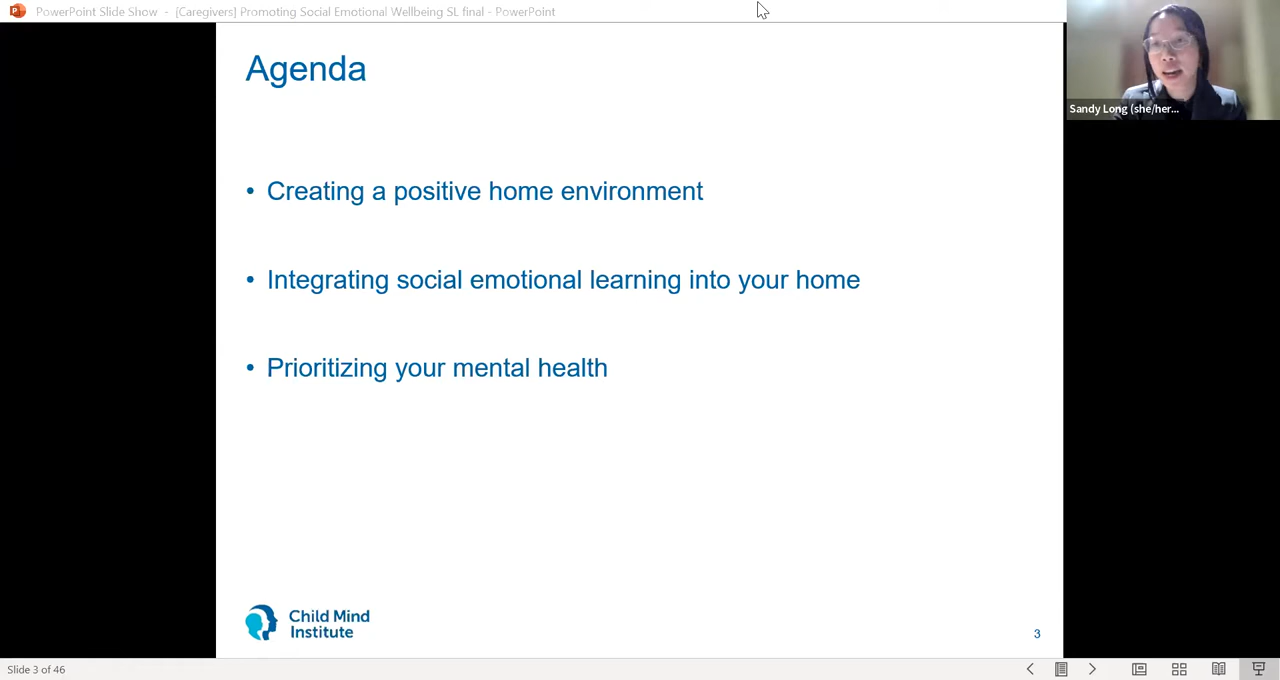 PowerPoint Slide Show - [Caregivers] Promoting Social Emotional Wellbeing SL final - PowerPoint
Agenda
Sandy Long (she/her...
• Creating a positive home environment
• Integrating social emotional learning into your home
• Prioritizing your mental health
Child Mind
Institute
3
Slide 3 of 46